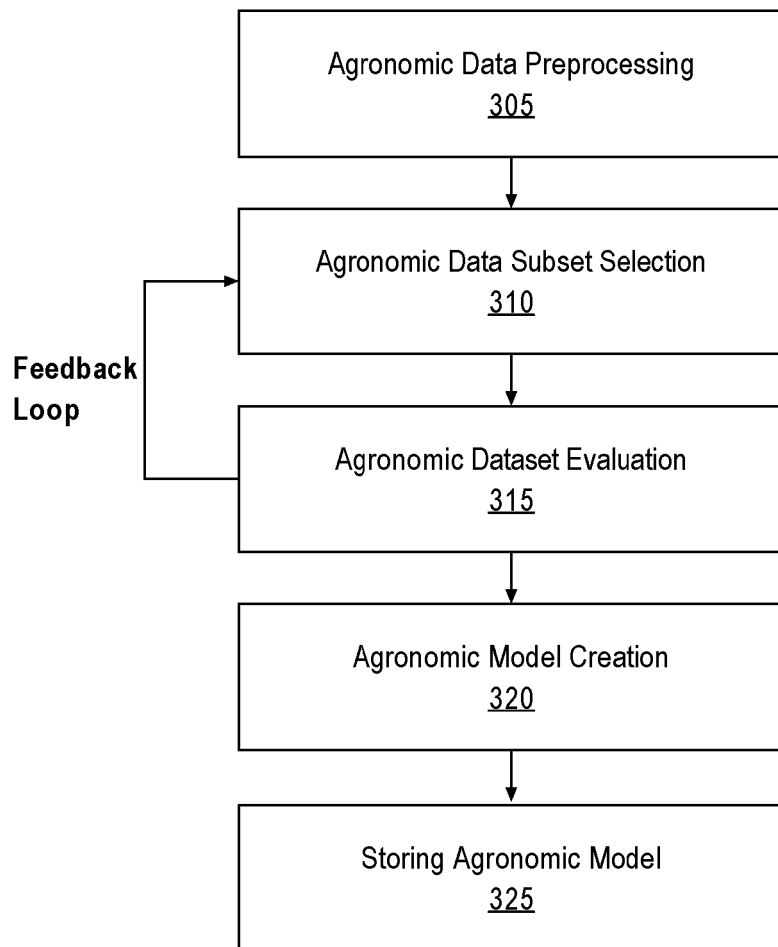 Agronomic Data Preprocessing
305
Agronomic Data Subset Selection
310
Feedback
Loop
Agronomic Dataset Evaluation
315
Agronomic Model Creation
320
Storing Agronomic Model
325